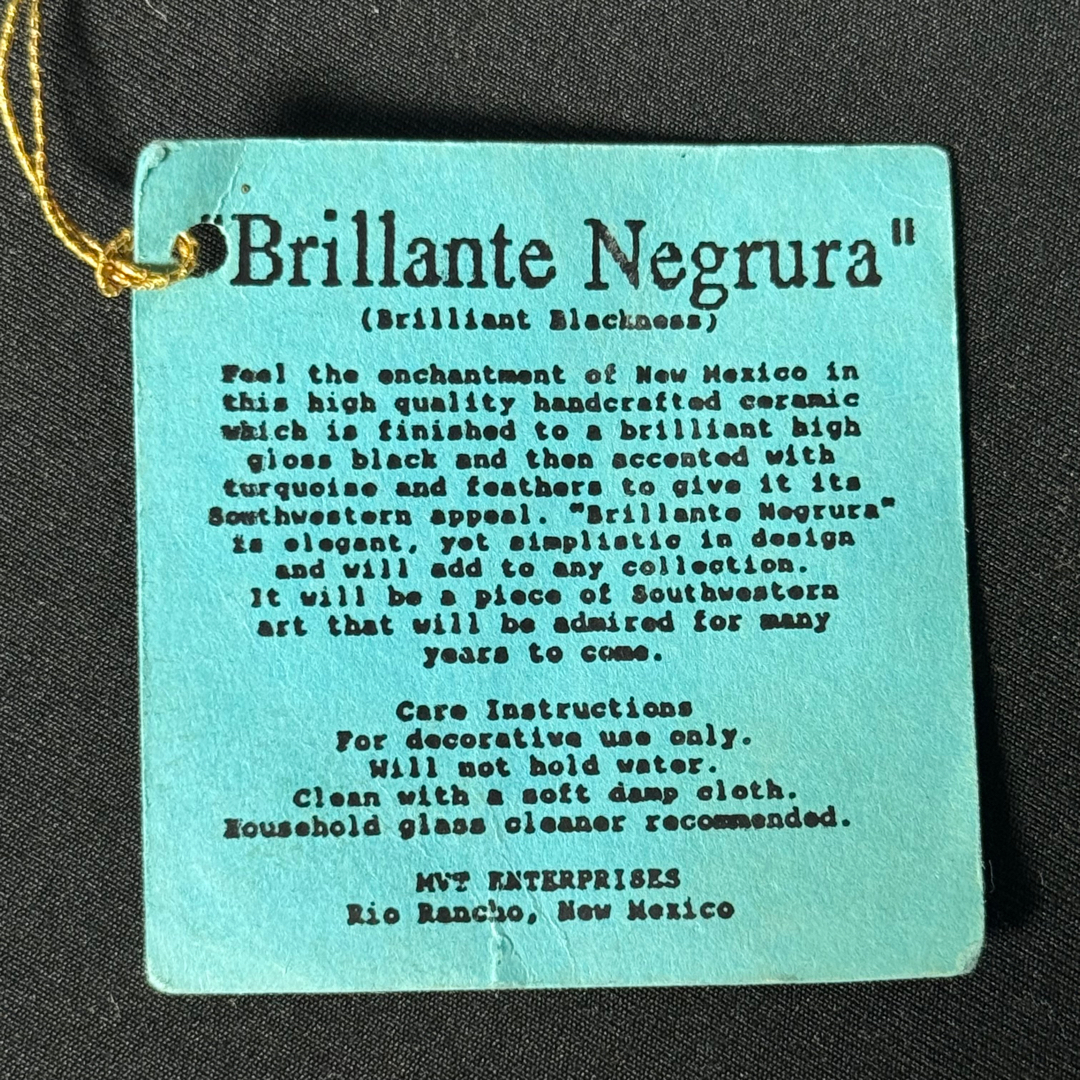 "Brillante Negrura"
(Brilliant Blackness)
Feel the enchantment of New Mexico in
this high quality handcrafted ceramic
which is finished to a brilliant high
gloss black and then accented with
turquoise and feathers to give it its
Southwestern appeal. "Brillante Negrura"
is elegant, yet simplistic in design
and will add to any collection.
It will be a piece of Southwestern
art that will be admired for many
years to come.
Care Instructions
For decorative use only.
Will not hold water.
Clean with a soft damp cloth.
Household glass cleaner recommended.
MVT ENTERPRISES
Rio Rancho, New Mexico